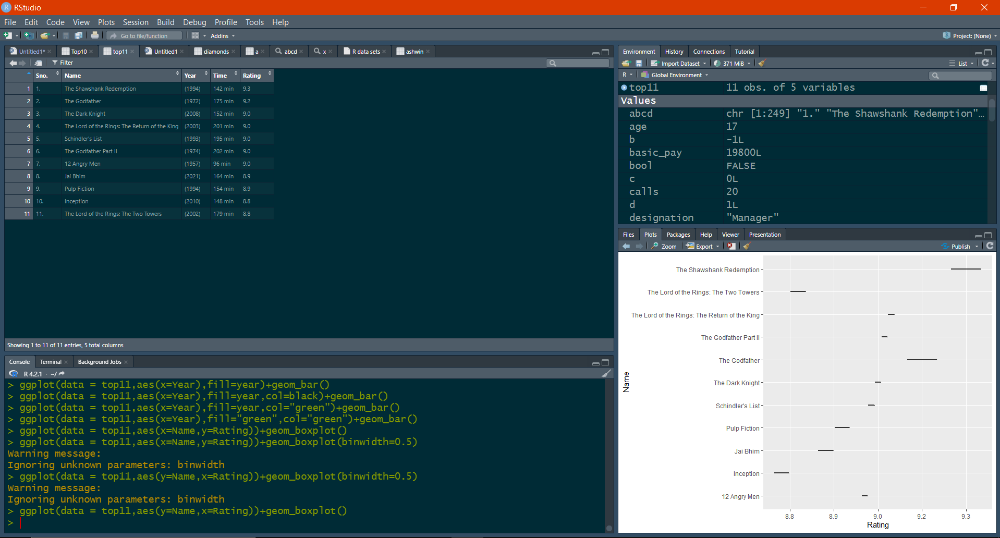 RStudio
File Edit Code View Plots Session Build Debug Profile Tools Help
Go to file/function Addins Project: (None)
Untitled1* Top10 top11 Untitled1 diamonds a abcd x R data sets ashwin
Filter
Sno. Name Year Time Rating
1 1. The Shawshank Redemption (1994) 142 min 9.3
2 2. The Godfather (1972) 175 min 9.2
3 3. The Dark Knight (2008) 152 min 9.0
4 4. The Lord of the Rings: The Return of the King (2003) 201 min 9.0
5 5. Schindler's List (1993) 195 min 9.0
6 6. The Godfather Part II (1974) 202 min 9.0
7 7. 12 Angry Men (1957) 96 min 9.0
8 8. Jai Bhim (2021) 164 min 8.9
9 9. Pulp Fiction (1994) 154 min 8.9
10 10. Inception (2010) 148 min 8.8
11 11. The Lord of the Rings: The Two Towers (2002) 179 min 8.8
Showing 1 to 11 of 11 entries, 5 total columns
Console Terminal Background Jobs
R 4.2.1 · ~/
> ggplot(data = top11,aes(x=Year),fill=year)+geom_bar()
> ggplot(data = top11,aes(x=Year),fill=year,col=black)+geom_bar()
> ggplot(data = top11,aes(x=Year),fill=year,col="green")+geom_bar()
> ggplot(data = top11,aes(x=Year),fill="green",col="green")+geom_bar()
> ggplot(data = top11,aes(x=Name,y=Rating))+geom_boxplot()
> ggplot(data = top11,aes(x=Name,y=Rating))+geom_boxplot(binwidth=0.5)
Warning message:
Ignoring unknown parameters: binwidth
> ggplot(data = top11,aes(y=Name,x=Rating))+geom_boxplot(binwidth=0.5)
Warning message:
Ignoring unknown parameters: binwidth
> ggplot(data = top11,aes(y=Name,x=Rating))+geom_boxplot()
>
Environment History Connections Tutorial
Import Dataset 371 MiB List
R Global Environment
top11 11 obs. of 5 variables
Values
abcd chr [1:249] "1." "The Shawshank Redemption"…
age 17
b -1L
basic_pay 19800L
bool FALSE
c 0L
calls 20
d 1L
designation "Manager"
Files Plots Packages Help Viewer Presentation
Zoom Export Publish
Name
The Shawshank Redemption
The Lord of the Rings: The Two Towers
The Lord of the Rings: The Return of the King
The Godfather Part II
The Godfather
The Dark Knight
Schindler's List
Pulp Fiction
Jai Bhim
Inception
12 Angry Men
8.8 8.9 9.0 9.2 9.3
Rating